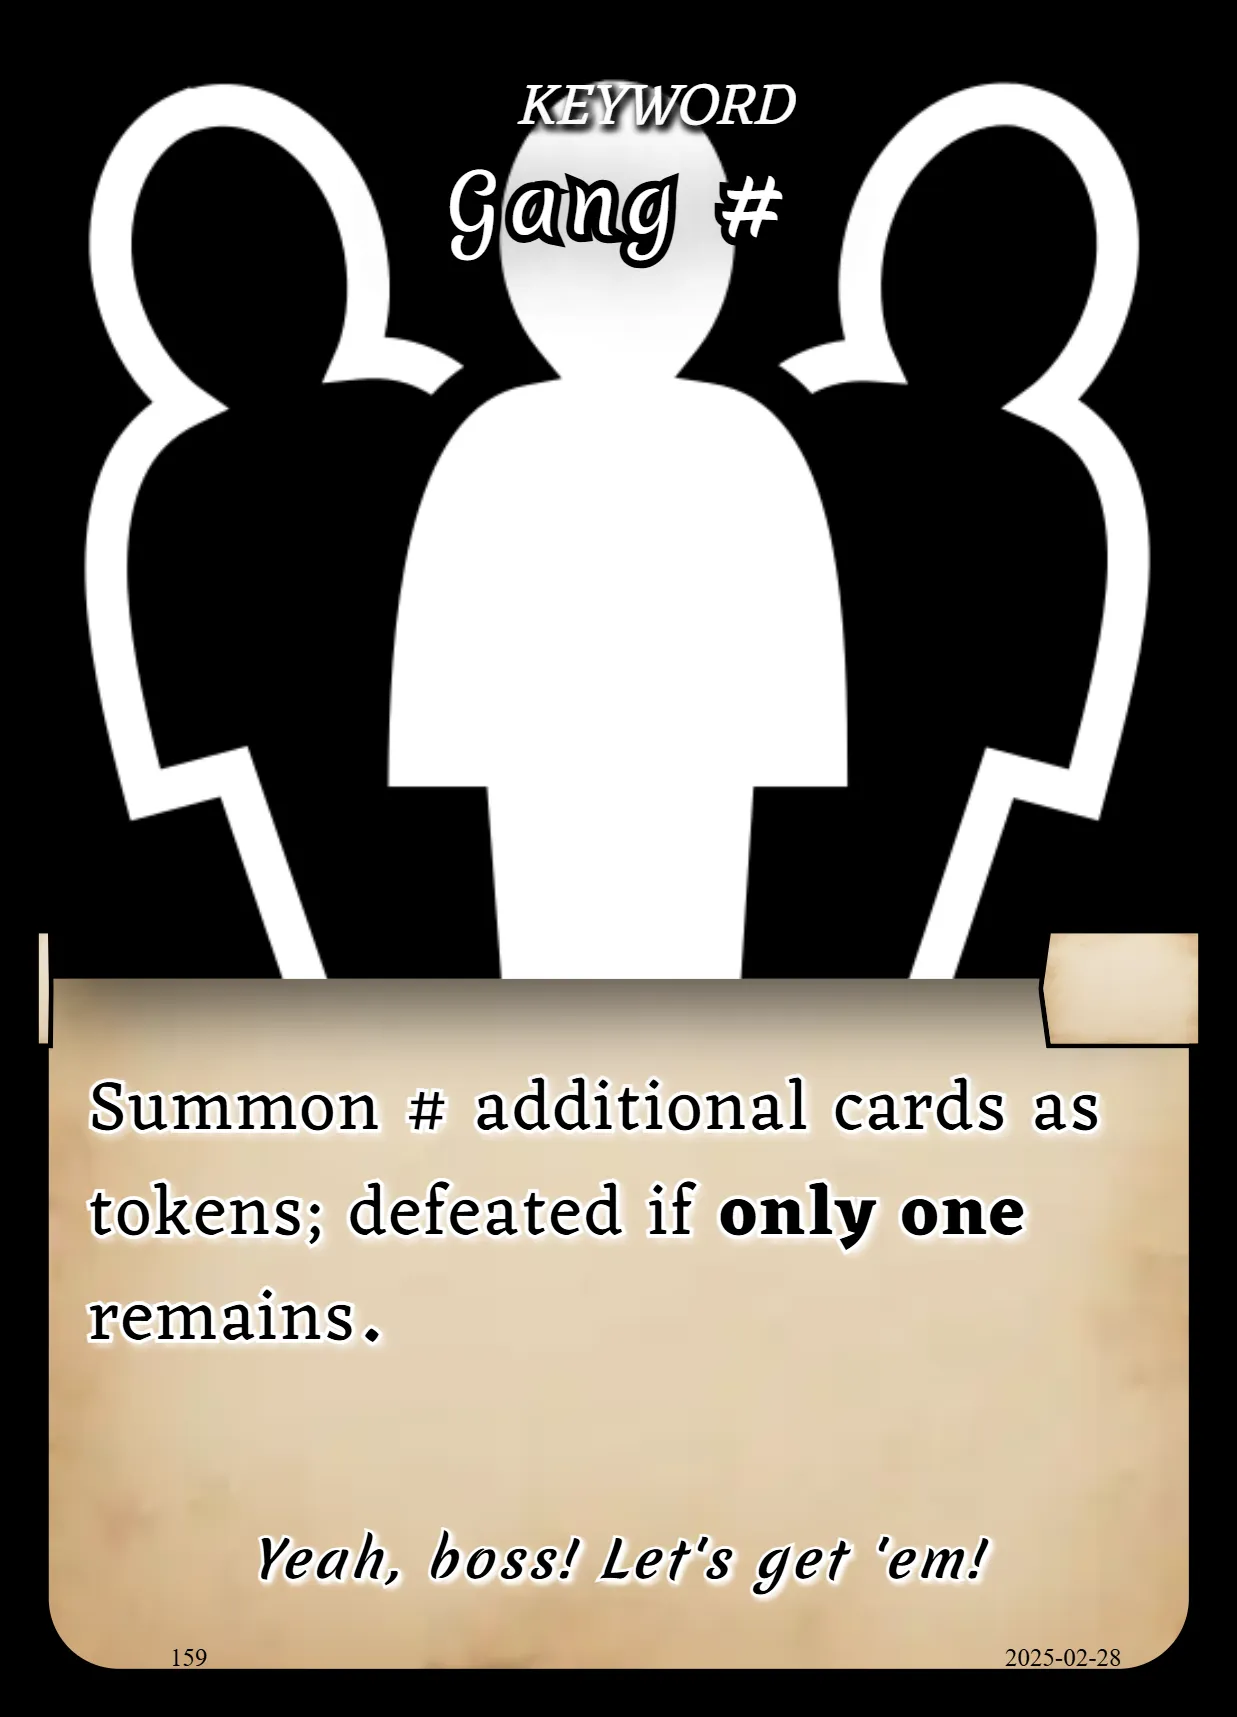 KEYWORD
Gang #
Summon # additional cards as
tokens; defeated if only one
remains.
Yeah, boss! Let's get 'em!
159
2025-02-28